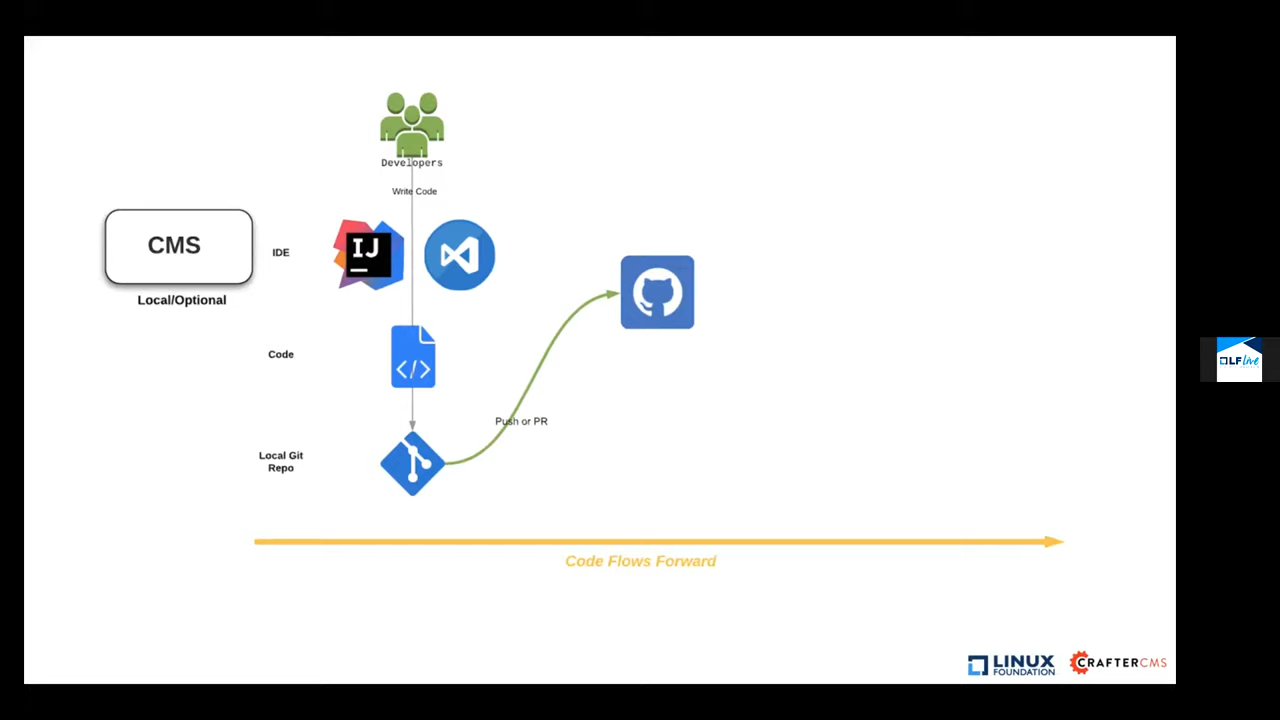 Developers
Write Code
CMS
IDE
IJ
Local/Optional
Code
</>
Push or PR
Local Git
Repo
Code Flows Forward
LINUX
FOUNDATION
CRAFTERCMS
LF live